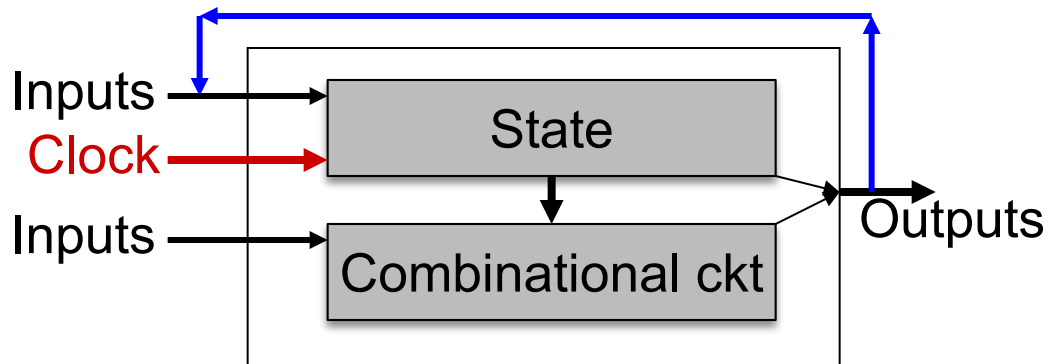 Inputs
State
Clock
Inputs
Outputs
Combinational ckt